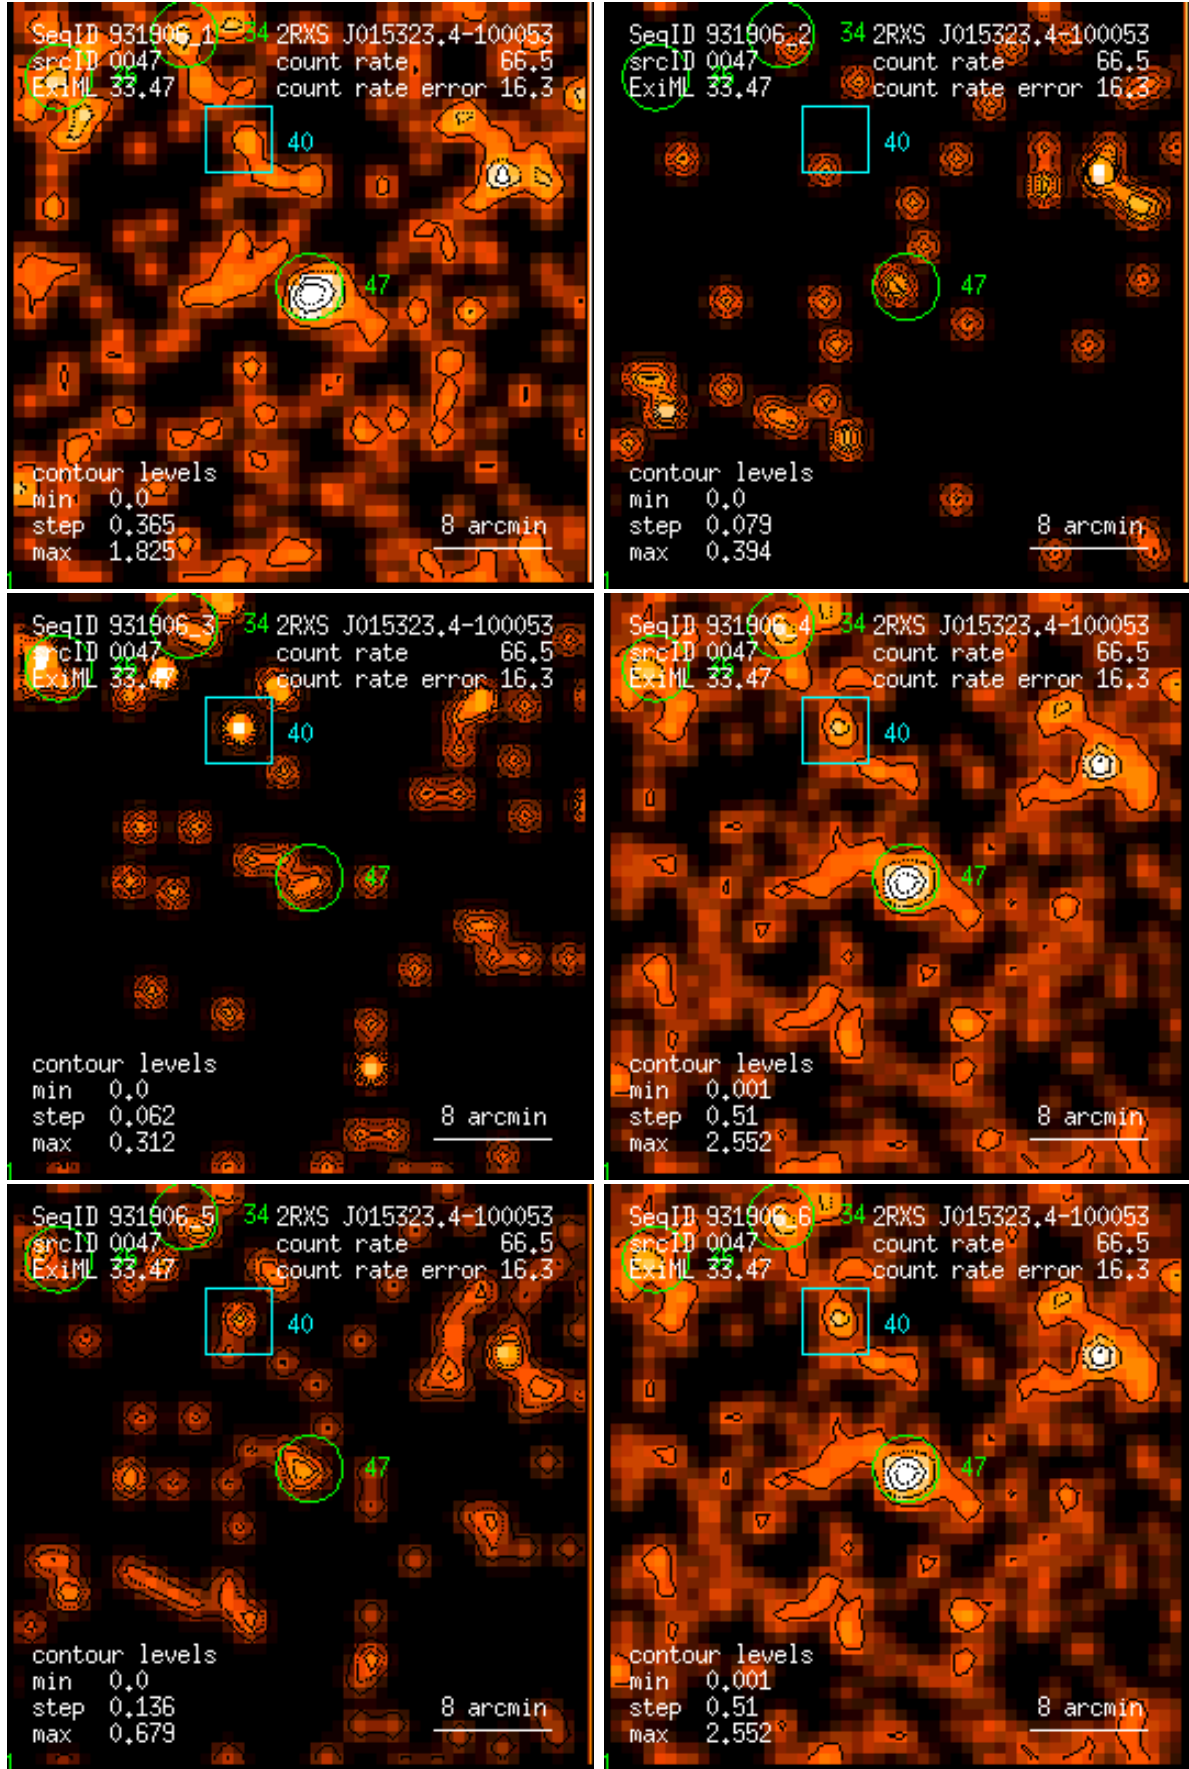 SeqID 931906_1 34 2RXS J015323.4-100053
srcID 0047 count rate 66.5
ExiML 33.47 count rate error 16.3
40
47
contour levels
min 0.0
step 0.365 8 arcmin
max 1.825
1
SeqID 931906_2 34 2RXS J015323.4-100053
srcID 0047 count rate 66.5
ExiML 33.47 count rate error 16.3
40
47
contour levels
min 0.0
step 0.079 8 arcmin
max 0.394
1
SeqID 931906_3 34 2RXS J015323.4-100053
srcID 0047 count rate 66.5
ExiML 33.47 count rate error 16.3
40
47
contour levels
min 0.0
step 0.062 8 arcmin
max 0.312
1
SeqID 931906_4 34 2RXS J015323.4-100053
srcID 0047 count rate 66.5
ExiML 33.47 count rate error 16.3
40
47
contour levels
min 0.001
step 0.51 8 arcmin
max 2.552
1
SeqID 931906_5 34 2RXS J015323.4-100053
srcID 0047 count rate 66.5
ExiML 33.47 count rate error 16.3
40
47
contour levels
min 0.0
step 0.136 8 arcmin
max 0.679
1
SeqID 931906_6 34 2RXS J015323.4-100053
srcID 0047 count rate 66.5
ExiML 33.47 count rate error 16.3
40
47
contour levels
min 0.001
step 0.51 8 arcmin
max 2.552
1